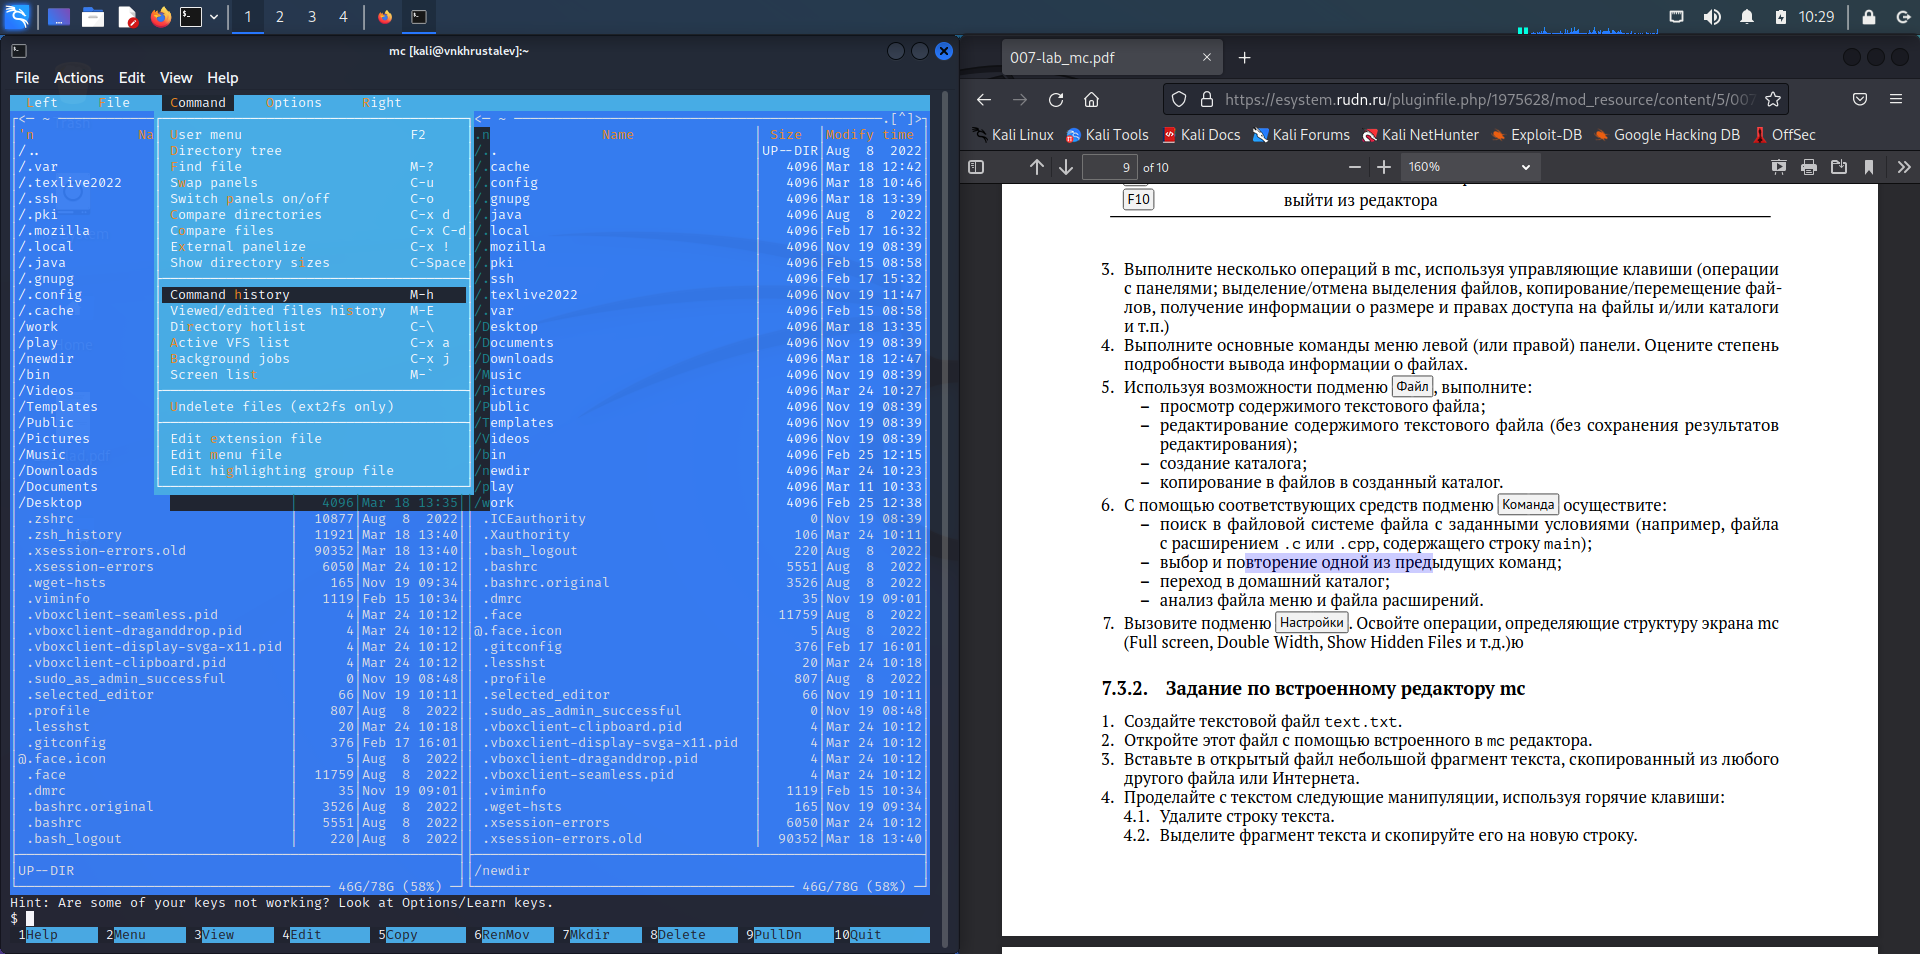 1 2 3 4
10:29
mc [kali@vnkhrustalev]:~
File Actions Edit View Help
Left File Command Options Right
<─ ~
'n Na
/..
/.var
/.texlive2022
/.ssh
/.pki
/.mozilla
/.local
/.java
/.gnupg
/.config
/.cache
/work
/play
/newdir
/bin
/Videos
/Templates
/Public
/Pictures
/Music
/Downloads
/Documents
/Desktop 4096 Mar 18 13:35
.zshrc 10877 Aug 8 2022
.zsh_history 11921 Mar 18 13:40
.xsession-errors.old 90352 Mar 18 13:40
.xsession-errors 6050 Mar 24 10:12
.wget-hsts 165 Nov 19 09:34
.viminfo 1119 Feb 15 10:34
.vboxclient-seamless.pid 4 Mar 24 10:12
.vboxclient-draganddrop.pid 4 Mar 24 10:12
.vboxclient-display-svga-x11.pid 4 Mar 24 10:12
.vboxclient-clipboard.pid 4 Mar 24 10:12
.sudo_as_admin_successful 0 Nov 19 08:48
.selected_editor 66 Nov 19 10:11
.profile 807 Aug 8 2022
.lesshst 20 Mar 24 10:18
.gitconfig 376 Feb 17 16:01
@.face.icon 5 Aug 8 2022
.face 11759 Aug 8 2022
.dmrc 35 Nov 19 09:01
.bashrc.original 3526 Aug 8 2022
.bashrc 5551 Aug 8 2022
.bash_logout 220 Aug 8 2022
UP--DIR
46G/78G (58%)
User menu F2
Directory tree
Find file M-?
Swap panels C-u
Switch panels on/off C-o
Compare directories C-x d
Compare files C-x C-d
External panelize C-x !
Show directory sizes C-Space
Command history M-h
Viewed/edited files history M-E
Directory hotlist C-\
Active VFS list C-x a
Background jobs C-x j
Screen list M-`
Undelete files (ext2fs only)
Edit extension file
Edit menu file
Edit highlighting group file
<─ ~ .[^]>
.n Name Size Modify time
/.. UP--DIR Aug 8 2022
/.cache 4096 Mar 18 12:42
/.config 4096 Mar 18 10:46
/.gnupg 4096 Mar 18 13:39
/.java 4096 Aug 8 2022
/.local 4096 Feb 17 16:32
/.mozilla 4096 Nov 19 08:39
/.pki 4096 Feb 15 08:58
/.ssh 4096 Feb 17 15:32
/.texlive2022 4096 Nov 19 11:47
/.var 4096 Feb 15 08:58
/Desktop 4096 Mar 18 13:35
/Documents 4096 Nov 19 08:39
/Downloads 4096 Mar 18 12:47
/Music 4096 Nov 19 08:39
/Pictures 4096 Mar 24 10:27
/Public 4096 Nov 19 08:39
/Templates 4096 Nov 19 08:39
/Videos 4096 Nov 19 08:39
/bin 4096 Feb 25 12:15
/newdir 4096 Mar 24 10:23
/play 4096 Mar 11 10:33
/work 4096 Feb 25 12:38
.ICEauthority 0 Nov 19 08:39
.Xauthority 106 Mar 24 10:11
.bash_logout 220 Aug 8 2022
.bashrc 5551 Aug 8 2022
.bashrc.original 3526 Aug 8 2022
.dmrc 35 Nov 19 09:01
.face 11759 Aug 8 2022
@.face.icon 5 Aug 8 2022
.gitconfig 376 Feb 17 16:01
.lesshst 20 Mar 24 10:18
.profile 807 Aug 8 2022
.selected_editor 66 Nov 19 10:11
.sudo_as_admin_successful 0 Nov 19 08:48
.vboxclient-clipboard.pid 4 Mar 24 10:12
.vboxclient-display-svga-x11.pid 4 Mar 24 10:12
.vboxclient-draganddrop.pid 4 Mar 24 10:12
.vboxclient-seamless.pid 4 Mar 24 10:12
.viminfo 1119 Feb 15 10:34
.wget-hsts 165 Nov 19 09:34
.xsession-errors 6050 Mar 24 10:12
.xsession-errors.old 90352 Mar 18 13:40
/newdir
46G/78G (58%)
Hint: Are some of your keys not working? Look at Options/Learn keys.
$
1Help 2Menu 3View 4Edit 5Copy 6RenMov 7Mkdir 8Delete 9PullDn 10Quit
007-lab_mc.pdf
https://esystem.rudn.ru/pluginfile.php/1975628/mod_resource/content/5/007
Kali Linux Kali Tools Kali Docs Kali Forums Kali NetHunter Exploit-DB Google Hacking DB OffSec
9 of 10 160%
F10 выйти из редактора
3. Выполните несколько операций в mc, используя управляющие клавиши (операции
с панелями; выделение/отмена выделения файлов, копирование/перемещение фай-
лов, получение информации о размере и правах доступа на файлы и/или каталоги
и т.п.)
4. Выполните основные команды меню левой (или правой) панели. Оцените степень
подробности вывода информации о файлах.
5. Используя возможности подменю Файл, выполните:
– просмотр содержимого текстового файла;
– редактирование содержимого текстового файла (без сохранения результатов
редактирования);
– создание каталога;
– копирование в файлов в созданный каталог.
6. С помощью соответствующих средств подменю Команда осуществите:
– поиск в файловой системе файла с заданными условиями (например, файла
с расширением .c или .cpp, содержащего строку main);
– выбор и повторение одной из предыдущих команд;
– переход в домашний каталог;
– анализ файла меню и файла расширений.
7. Вызовите подменю Настройки. Освойте операции, определяющие структуру экрана mc
(Full screen, Double Width, Show Hidden Files и т.д.)ю
7.3.2. Задание по встроенному редактору mc
1. Создайте текстовой файл text.txt.
2. Откройте этот файл с помощью встроенного в mc редактора.
3. Вставьте в открытый файл небольшой фрагмент текста, скопированный из любого
другого файла или Интернета.
4. Проделайте с текстом следующие манипуляции, используя горячие клавиши:
4.1. Удалите строку текста.
4.2. Выделите фрагмент текста и скопируйте его на новую строку.